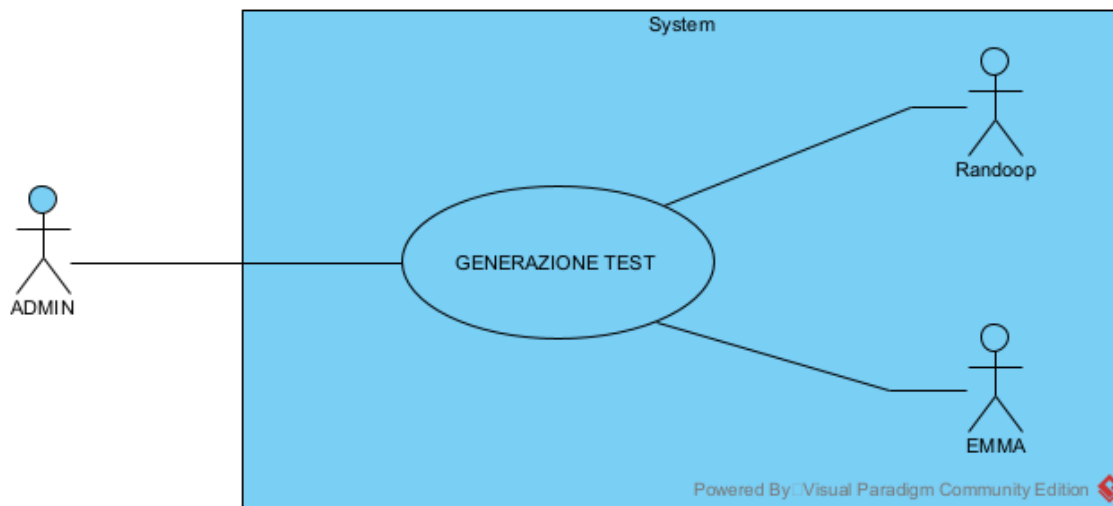 System
Randoop
GENERAZIONE TEST
ADMIN
EMMA
Powered By Visual Paradigm Community Edition